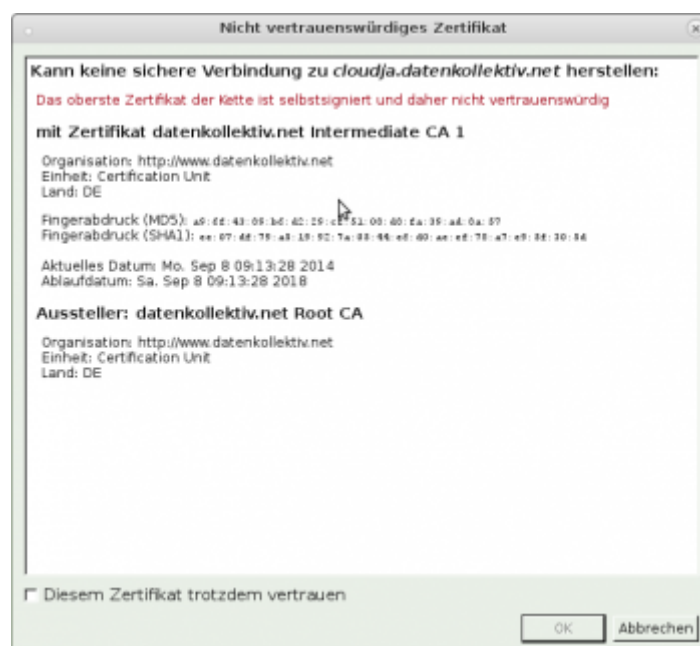 Nicht vertrauenswürdiges Zertifikat
Kann keine sichere Verbindung zu cloudja.datenkollektiv.net herstellen:
Das oberste Zertifikat der Kette ist selbstsigniert und daher nicht vertrauenswürdig
mit Zertifikat datenkollektiv.net Intermediate CA 1
Organisation: http://www.datenkollektiv.net
Einheit: Certification Unit
Land: DE
Fingerabdruck (MD5):
Fingerabdruck (SHA1):
Aktuelles Datum: Mo. Sep 8 09:13:28 2014
Ablaufdatum: Sa. Sep 8 09:13:28 2018
Aussteller: datenkollektiv.net Root CA
Organisation: http://www.datenkollektiv.net
Einheit: Certification Unit
Land: DE
Diesem Zertifikat trotzdem vertrauen
OK Abbrechen